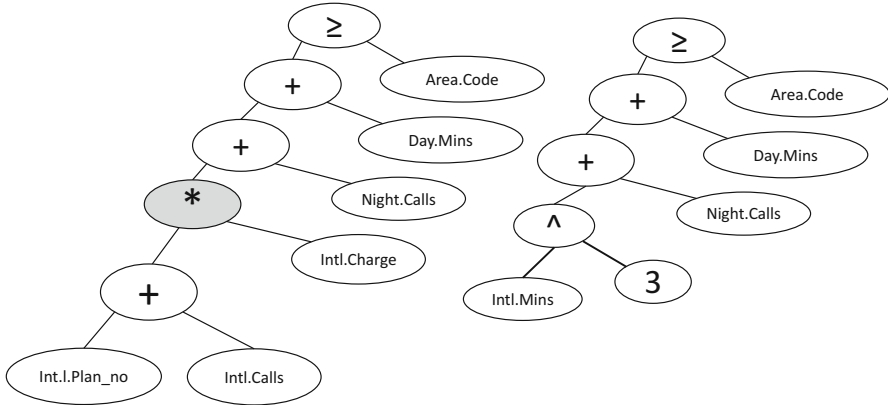 ≥
Area.Code
+
Day.Mins
+
Night.Calls
*
Intl.Charge
+
Int.l.Plan_no
Intl.Calls
≥
Area.Code
+
Day.Mins
+
Night.Calls
^
Intl.Mins
3